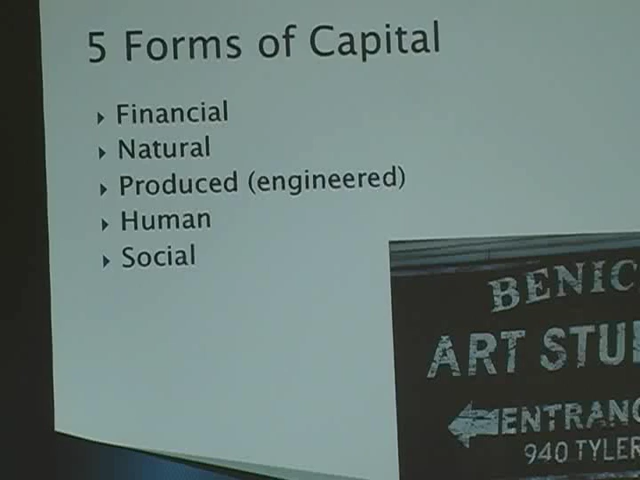 5 Forms of Capital
Financial
Natural
Produced (engineered)
Human
Social
BENIC
ART STU
ENTRANC
940 TYLER